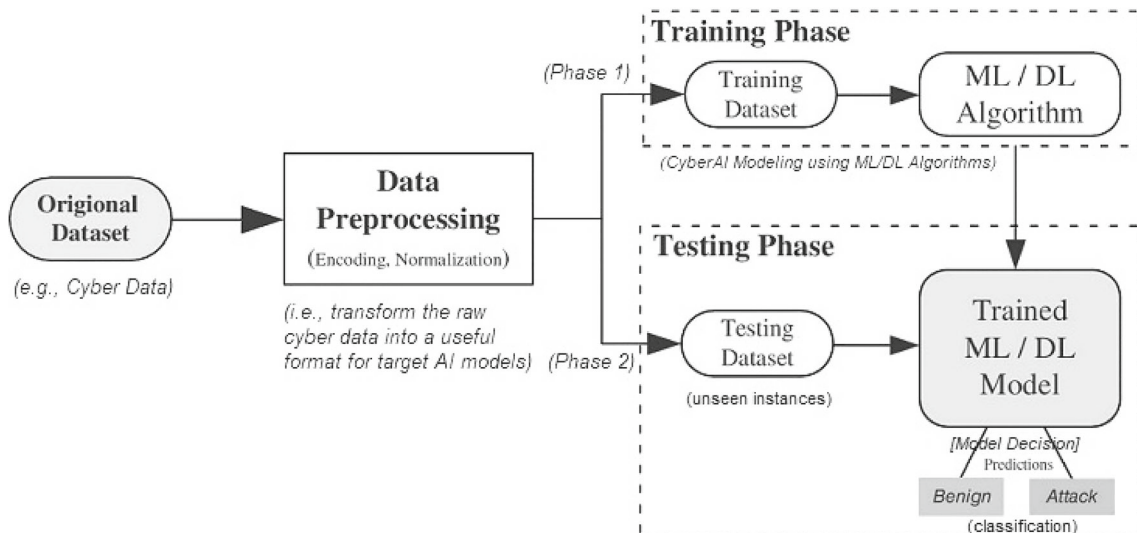 Origional
Dataset
(e.g., Cyber Data)
Data
Preprocessing
(Encoding, Normalization)
(i.e., transform the raw
cyber data into a useful
format for target AI models)
(Phase 1)
(Phase 2)
Training Phase
Training
Dataset
ML / DL
Algorithm
(CyberAI Modeling using ML/DL Algorithms)
Testing Phase
Testing
Dataset
(unseen instances)
Trained
ML / DL
Model
[Model Decision]
Predictions
Benign
Attack
(classification)